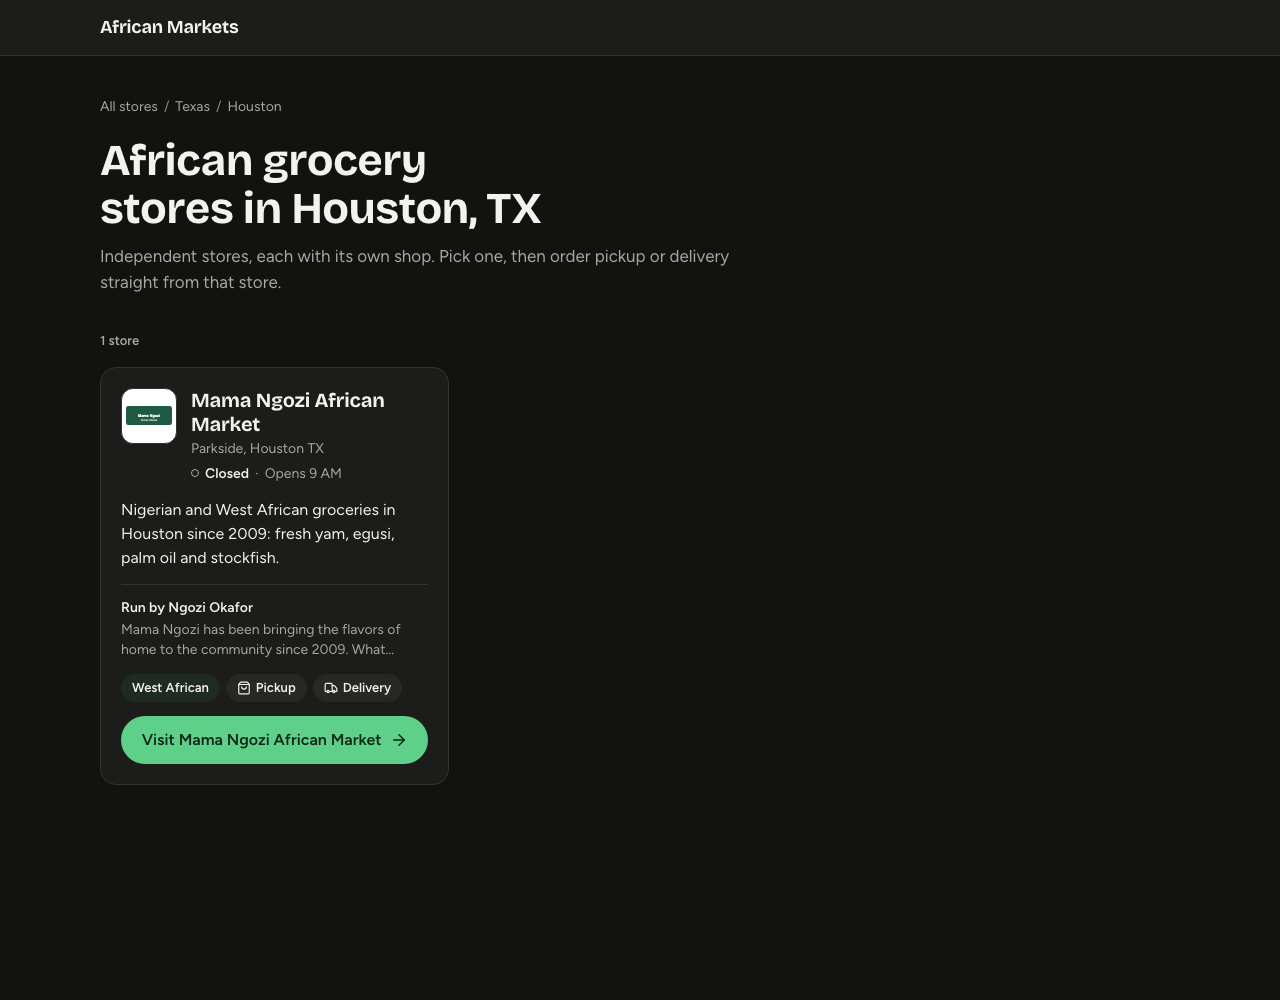 African Markets
All stores / Texas / Houston
African grocery
stores in Houston, TX
Independent stores, each with its own shop. Pick one, then order pickup or delivery
straight from that store.
1 store
Mama Ngozi
Mama Ngozi African
Market
Parkside, Houston TX
Closed · Opens 9 AM
Nigerian and West African groceries in
Houston since 2009: fresh yam, egusi,
palm oil and stockfish.
Run by Ngozi Okafor
Mama Ngozi has been bringing the flavors of
home to the community since 2009. What...
West African
Pickup
Delivery
Visit Mama Ngozi African Market